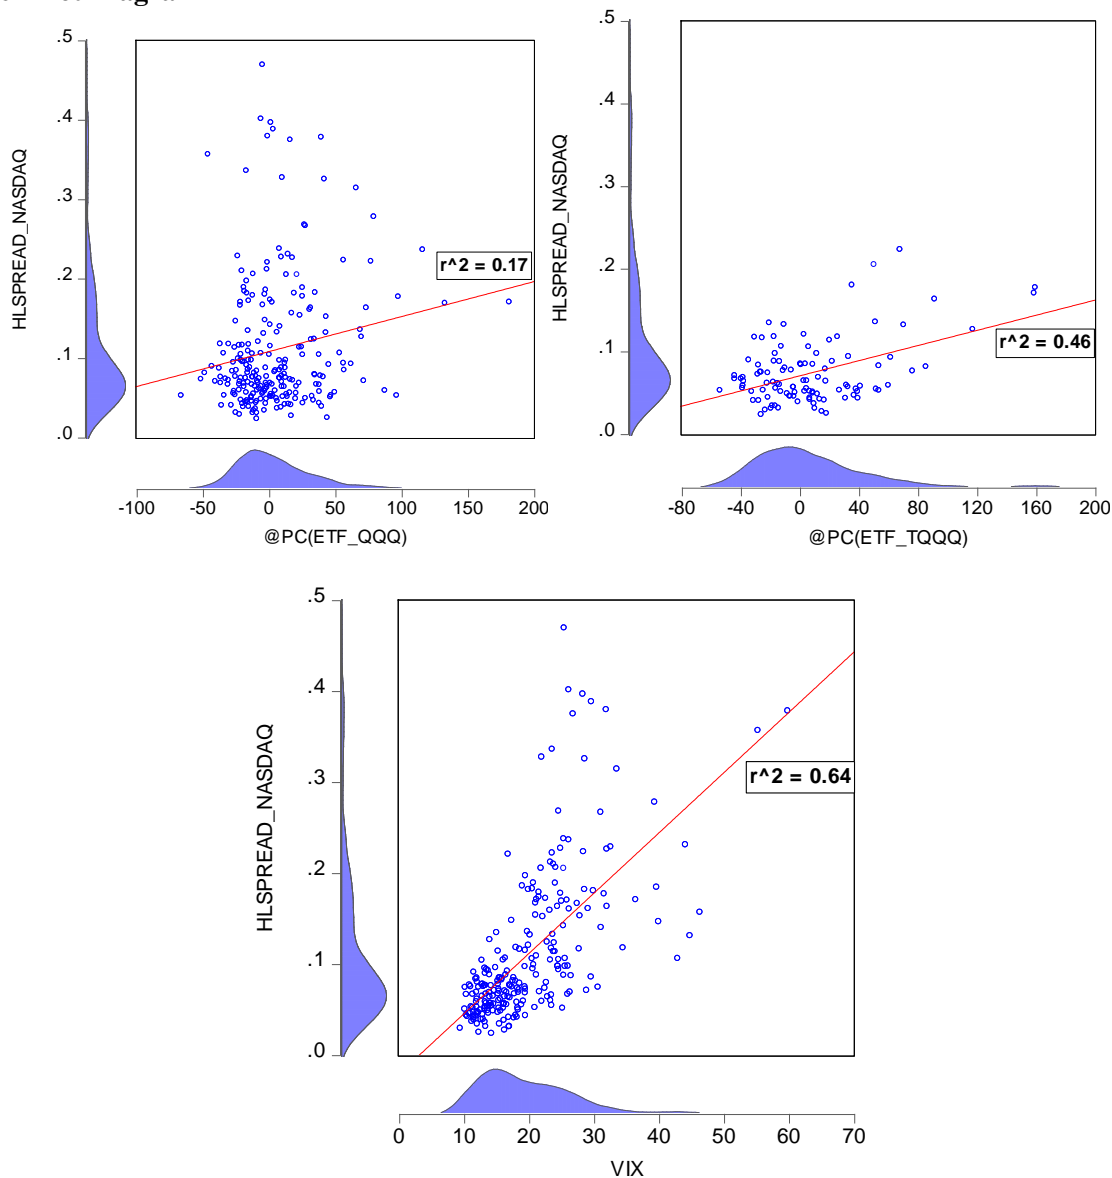 .5
.4
.3
.2
.1
.0
HLSPREAD_NASDAQ
r^2 = 0.17
-100 -50 0 50 100 150 200
@PC(ETF_QQQ)
.5
.4
.3
.2
.1
.0
HLSPREAD_NASDAQ
r^2 = 0.46
-80 -40 0 40 80 120 160 200
@PC(ETF_TQQQ)
.5
.4
.3
.2
.1
.0
HLSPREAD_NASDAQ
r^2 = 0.64
0 10 20 30 40 50 60 70
VIX